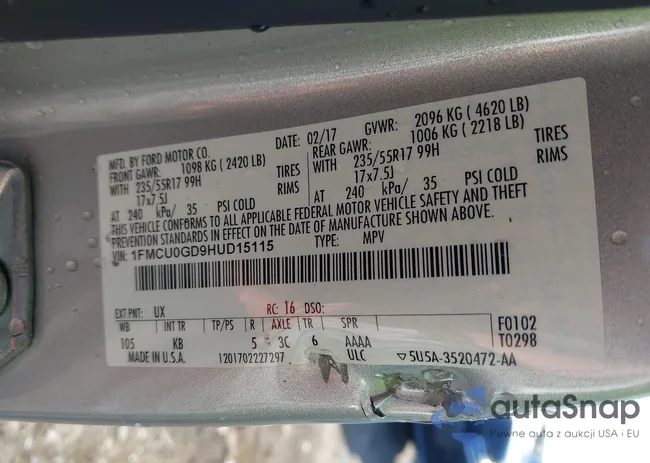 MFD. BY FORD MOTOR CO.
DATE: 02/17 GVWR: 2096 KG ( 4620 LB)
FRONT GAWR: 1098 KG ( 2420 LB)
REAR GAWR: 1006 KG ( 2218 LB)
WITH 235/55R17 99H TIRES
WITH 235/55R17 99H TIRES
17x7.5J RIMS
17x7.5J RIMS
AT 240 kPa/ 35 PSI COLD
AT 240 kPa/ 35 PSI COLD
THIS VEHICLE CONFORMS TO ALL APPLICABLE FEDERAL MOTOR VEHICLE SAFETY AND THEFT
PREVENTION STANDARDS IN EFFECT ON THE DATE OF MANUFACTURE SHOWN ABOVE.
VIN: 1FMCU0GD9HUD15115 TYPE: MPV
EXT PNT: UX RC: 16 DSO:
WB INT TR TP/PS R AXLE TR SPR F0102
105 KB 5 3C 6 AAAA T0298
MADE IN U.S.A. 1201702227297 ULC ▽5U5A-3520472-AA
autoSnap
Pewne auta z aukcji USA i EU